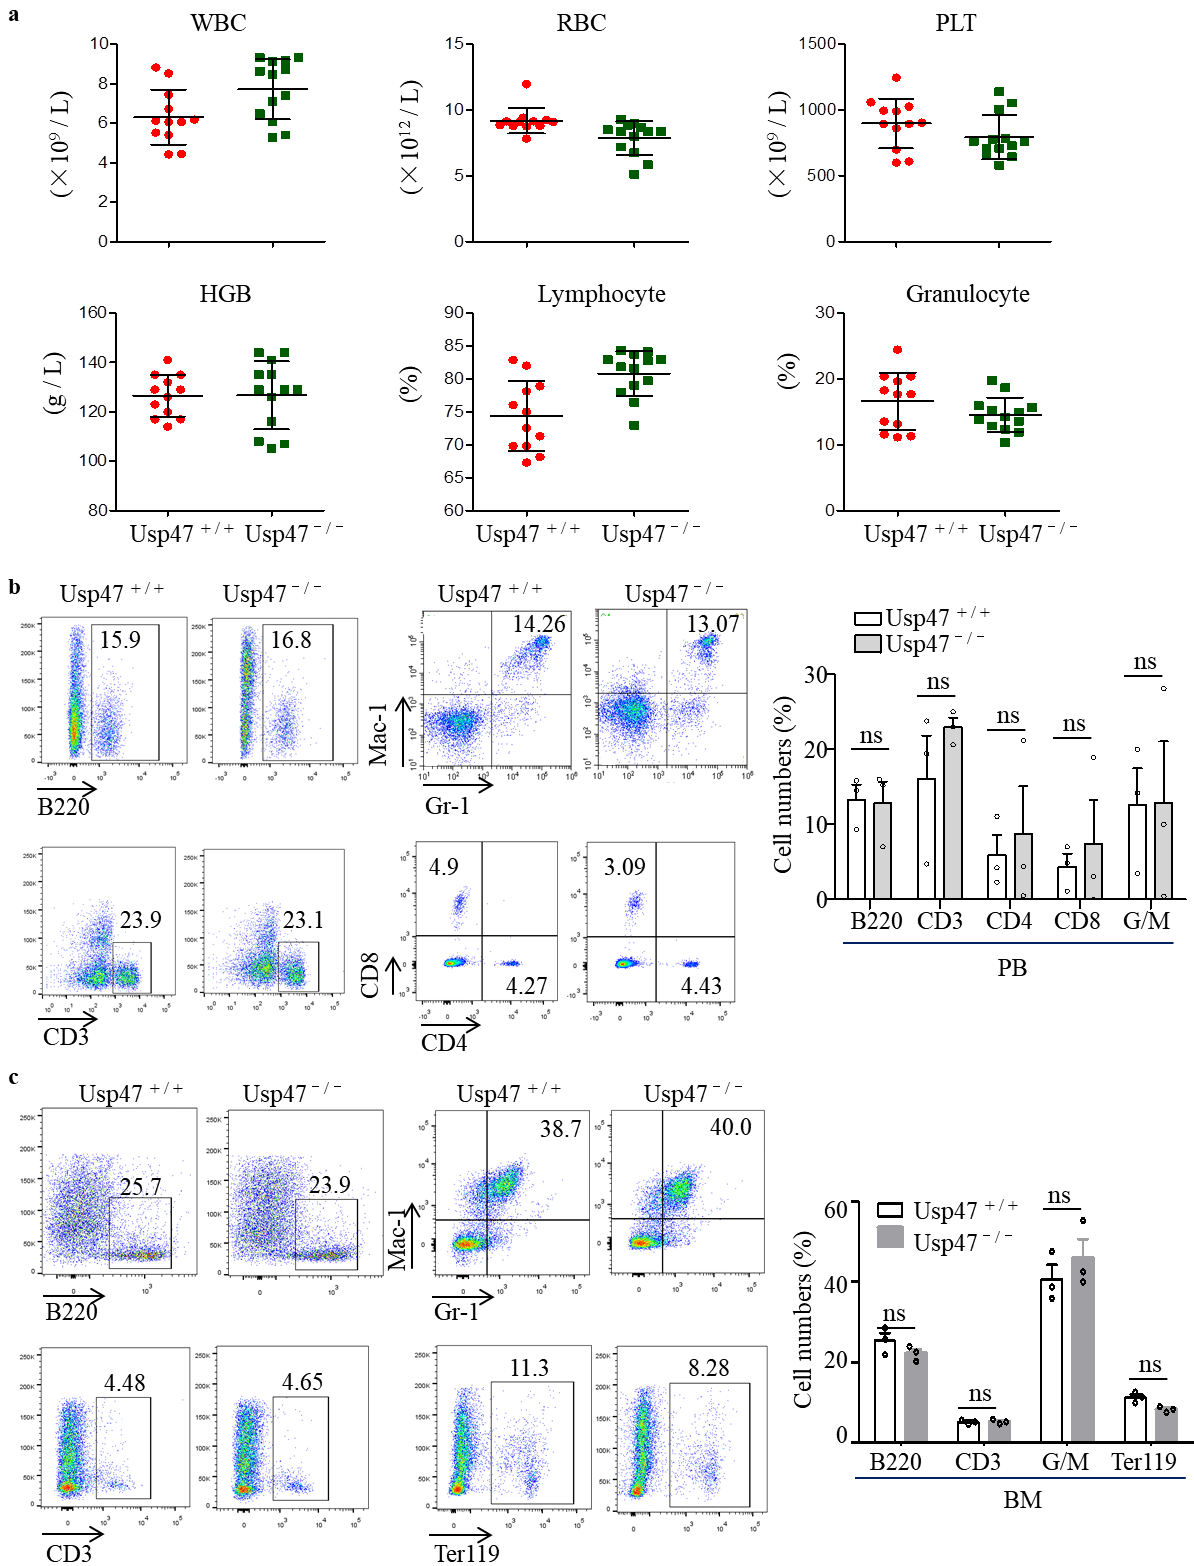 a
WBC
RBC
PLT
(×10⁹ / L)
10
8
6
4
2
0
(×10¹² / L)
15
10
5
0
(×10⁹ / L)
1500
1000
500
0
HGB
Lymphocyte
Granulocyte
(g / L)
160
140
120
100
80
(%)
90
85
80
75
70
65
60
(%)
30
20
10
0
Usp47 +/+ Usp47 −/−
Usp47 +/+ Usp47 −/−
Usp47 +/+ Usp47 −/−
b
Usp47 +/+
Usp47 −/−
Usp47 +/+
Usp47 −/−
15.9
16.8
B220
14.26
13.07
Mac-1
Gr-1
23.9
23.1
CD3
4.9
4.27
3.09
4.43
CD8
CD4
Usp47 +/+
Usp47 −/−
Cell numbers (%)
30
20
10
0
ns
ns
ns
ns
ns
B220 CD3 CD4 CD8 G/M
PB
c
Usp47 +/+
Usp47 −/−
Usp47 +/+
Usp47 −/−
25.7
23.9
B220
38.7
40.0
Mac-1
Gr-1
4.48
4.65
CD3
11.3
8.28
Ter119
Usp47 +/+
Usp47 −/−
Cell numbers (%)
60
40
20
0
ns
ns
ns
ns
B220 CD3 G/M Ter119
BM